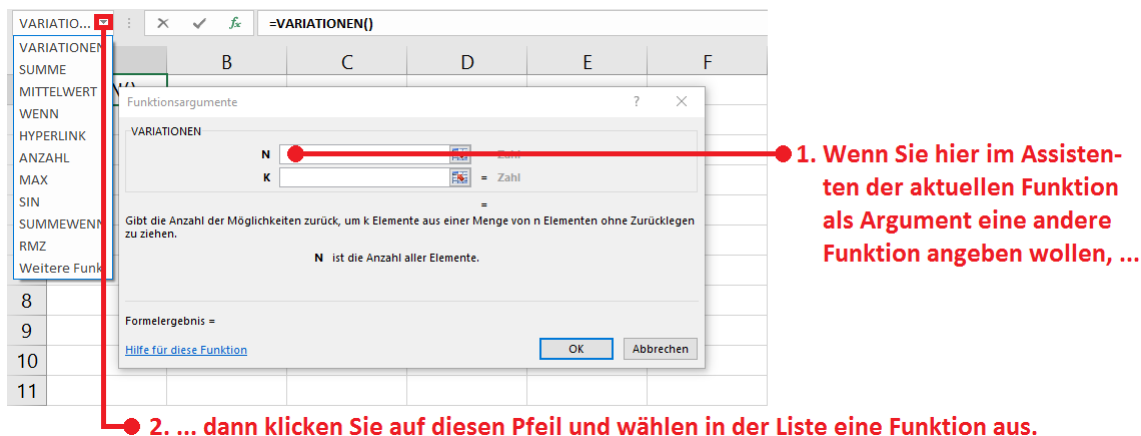 VARIATIO... fx =VARIATIONEN()
VARIATIONEN
SUMME
MITTELWERT
WENN
HYPERLINK
ANZAHL
MAX
SIN
SUMMEWENN
RMZ
Weitere Funk
B C D E F
Funktionsargumente ? ×
VARIATIONEN
N = Zahl
K = Zahl
=
Gibt die Anzahl der Möglichkeiten zurück, um k Elemente aus einer Menge von n Elementen ohne Zurücklegen
zu ziehen.
N ist die Anzahl aller Elemente.
Formelergebnis =
Hilfe für diese Funktion OK Abbrechen
8
9
10
11
1. Wenn Sie hier im Assisten-
ten der aktuellen Funktion
als Argument eine andere
Funktion angeben wollen, ...
2. ... dann klicken Sie auf diesen Pfeil und wählen in der Liste eine Funktion aus.